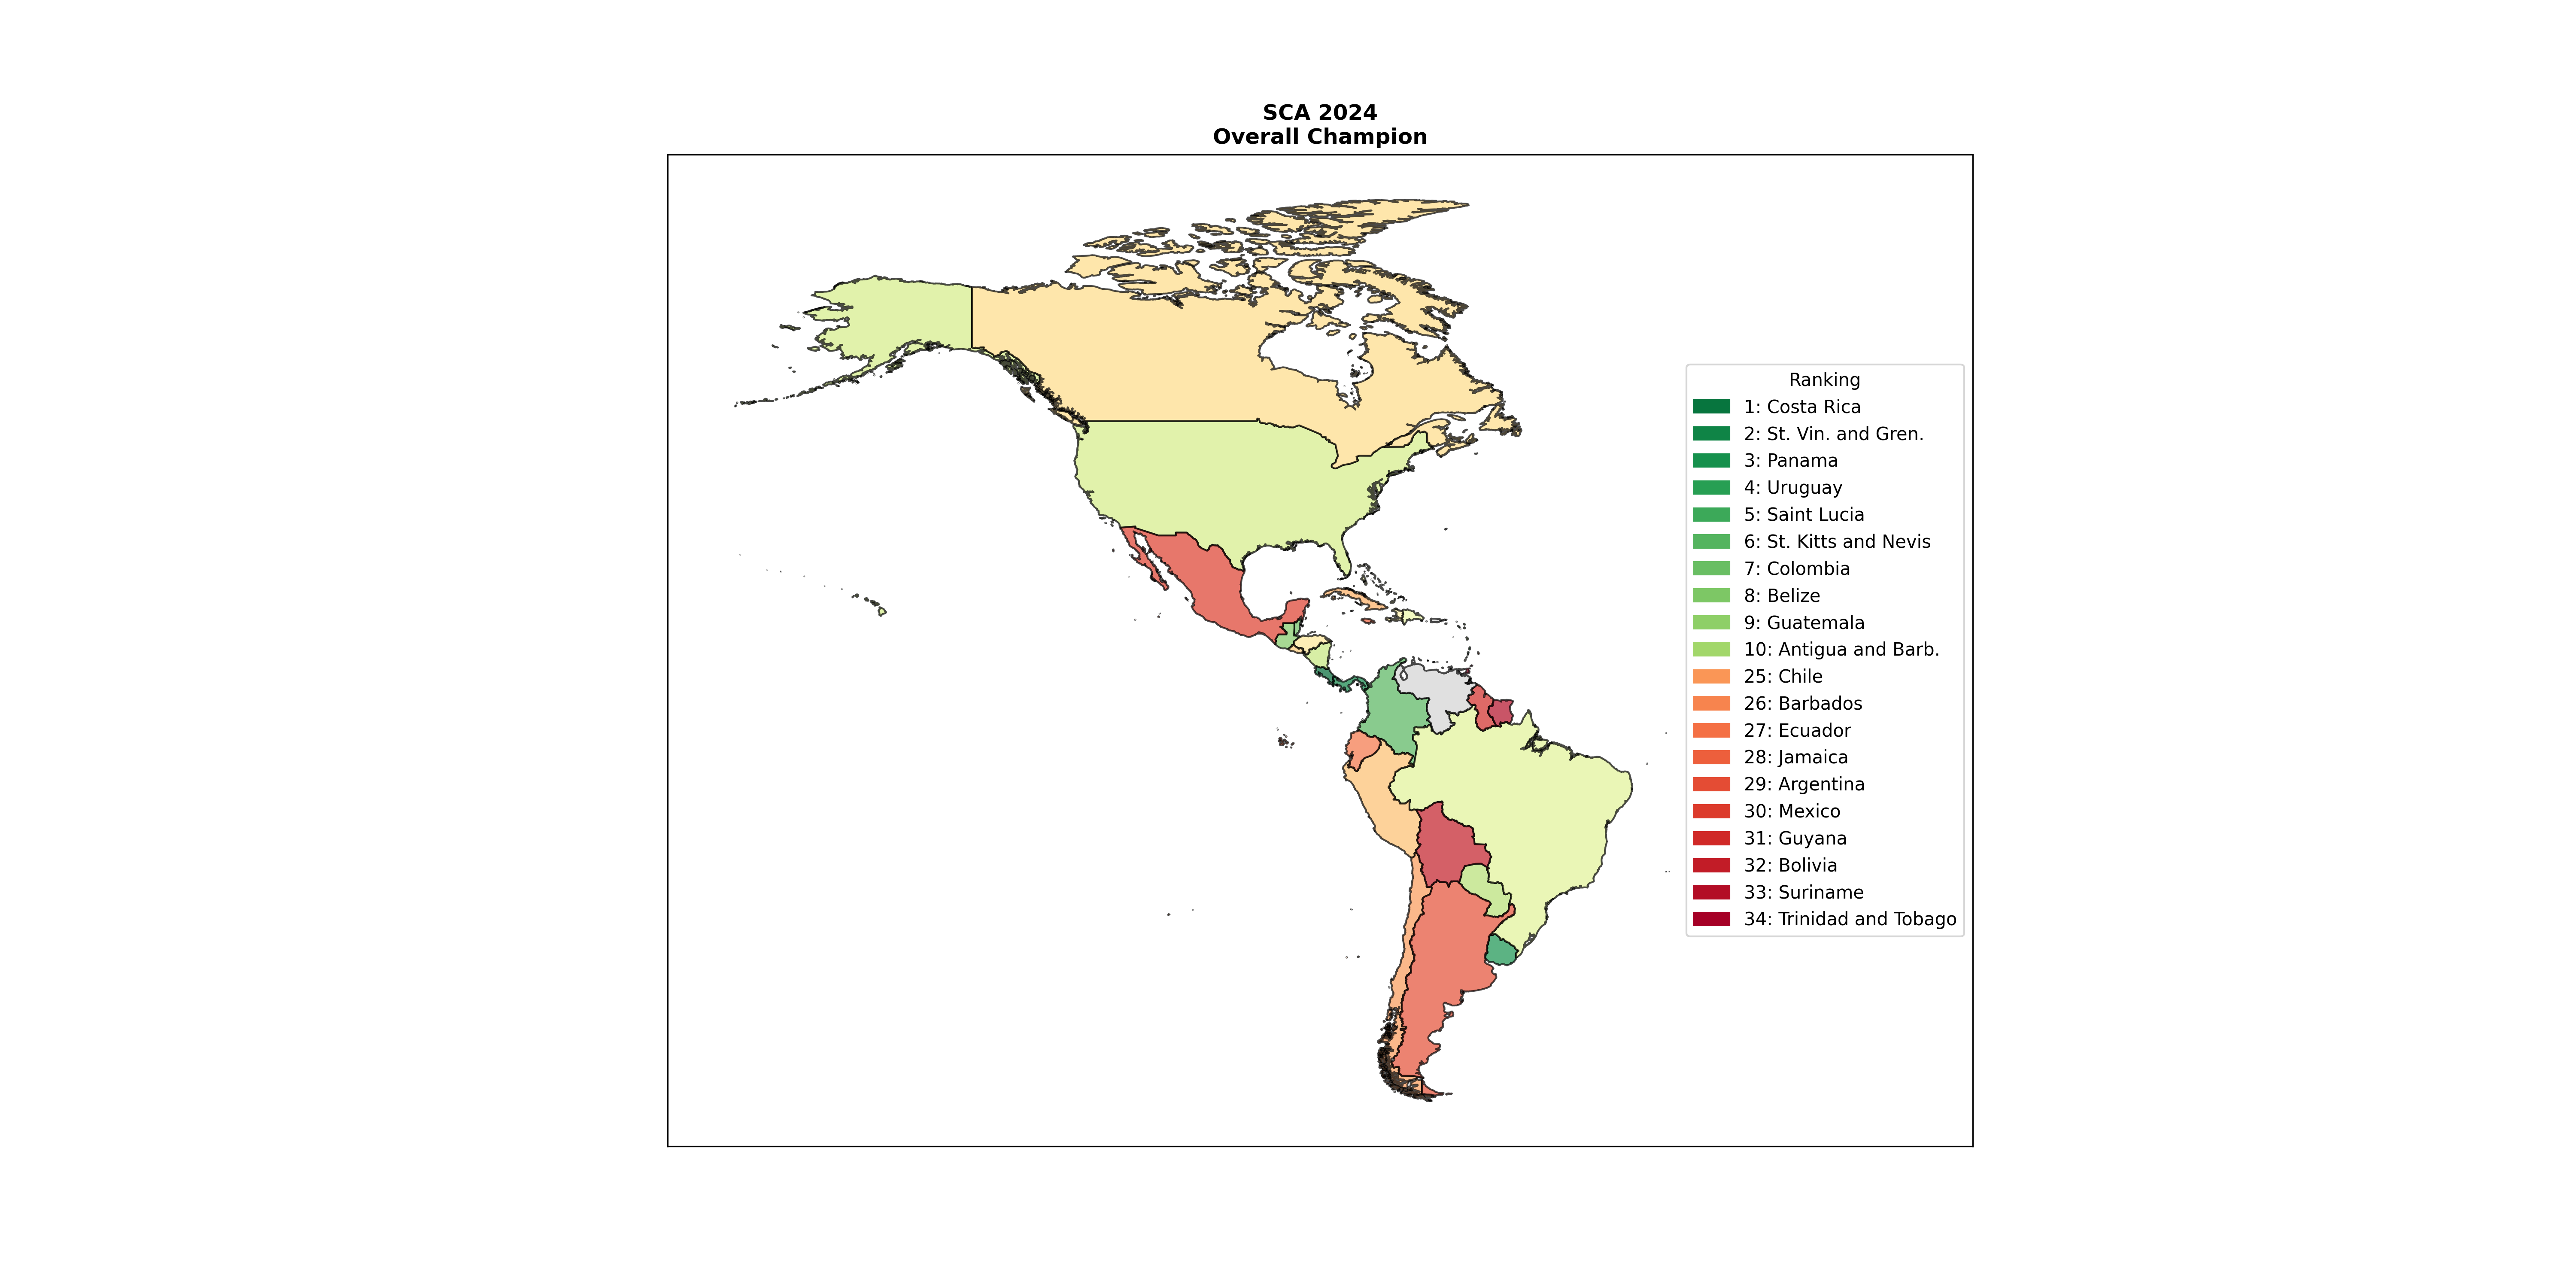 SCA 2024
Overall Champion
Ranking
1: Costa Rica
2: St. Vin. and Gren.
3: Panama
4: Uruguay
5: Saint Lucia
6: St. Kitts and Nevis
7: Colombia
8: Belize
9: Guatemala
10: Antigua and Barb.
25: Chile
26: Barbados
27: Ecuador
28: Jamaica
29: Argentina
30: Mexico
31: Guyana
32: Bolivia
33: Suriname
34: Trinidad and Tobago